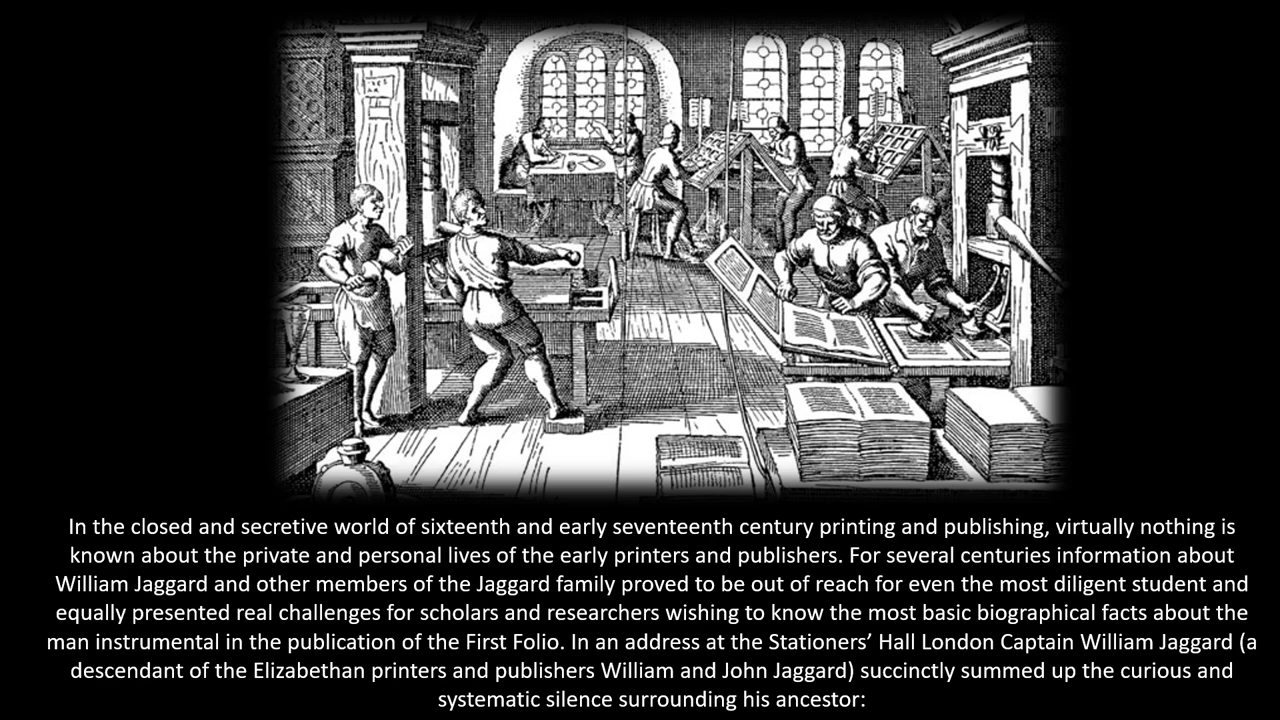 In the closed and secretive world of sixteenth and early seventeenth century printing and publishing, virtually nothing is
known about the private and personal lives of the early printers and publishers. For several centuries information about
William Jaggard and other members of the Jaggard family proved to be out of reach for even the most diligent student and
equally presented real challenges for scholars and researchers wishing to know the most basic biographical facts about the
man instrumental in the publication of the First Folio. In an address at the Stationers’ Hall London Captain William Jaggard (a
descendant of the Elizabethan printers and publishers William and John Jaggard) succinctly summed up the curious and
systematic silence surrounding his ancestor: